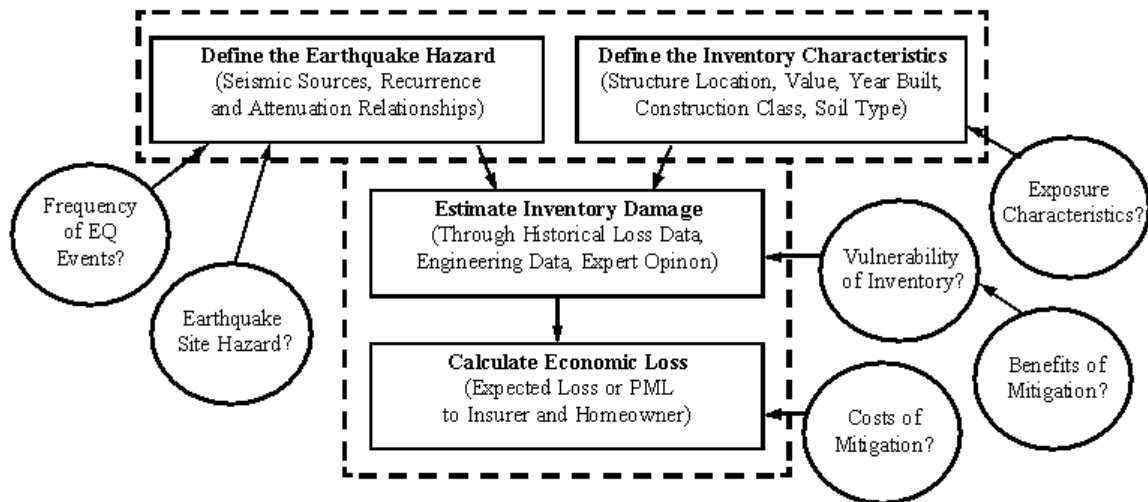 Define the Earthquake Hazard
(Seismic Sources, Recurrence
and Attenuation Relationships)
Define the Inventory Characteristics
(Structure Location, Value, Year Built,
Construction Class, Soil Type)
Frequency
of EQ
Events?
Earthquake
Site Hazard?
Estimate Inventory Damage
(Through Historical Loss Data,
Engineering Data, Expert Opinon)
Exposure
Characteristics?
Vulnerability
of Inventory?
Calculate Economic Loss
(Expected Loss or PML
to Insurer and Homeowner)
Benefits of
Mitigation?
Costs of
Mitigation?